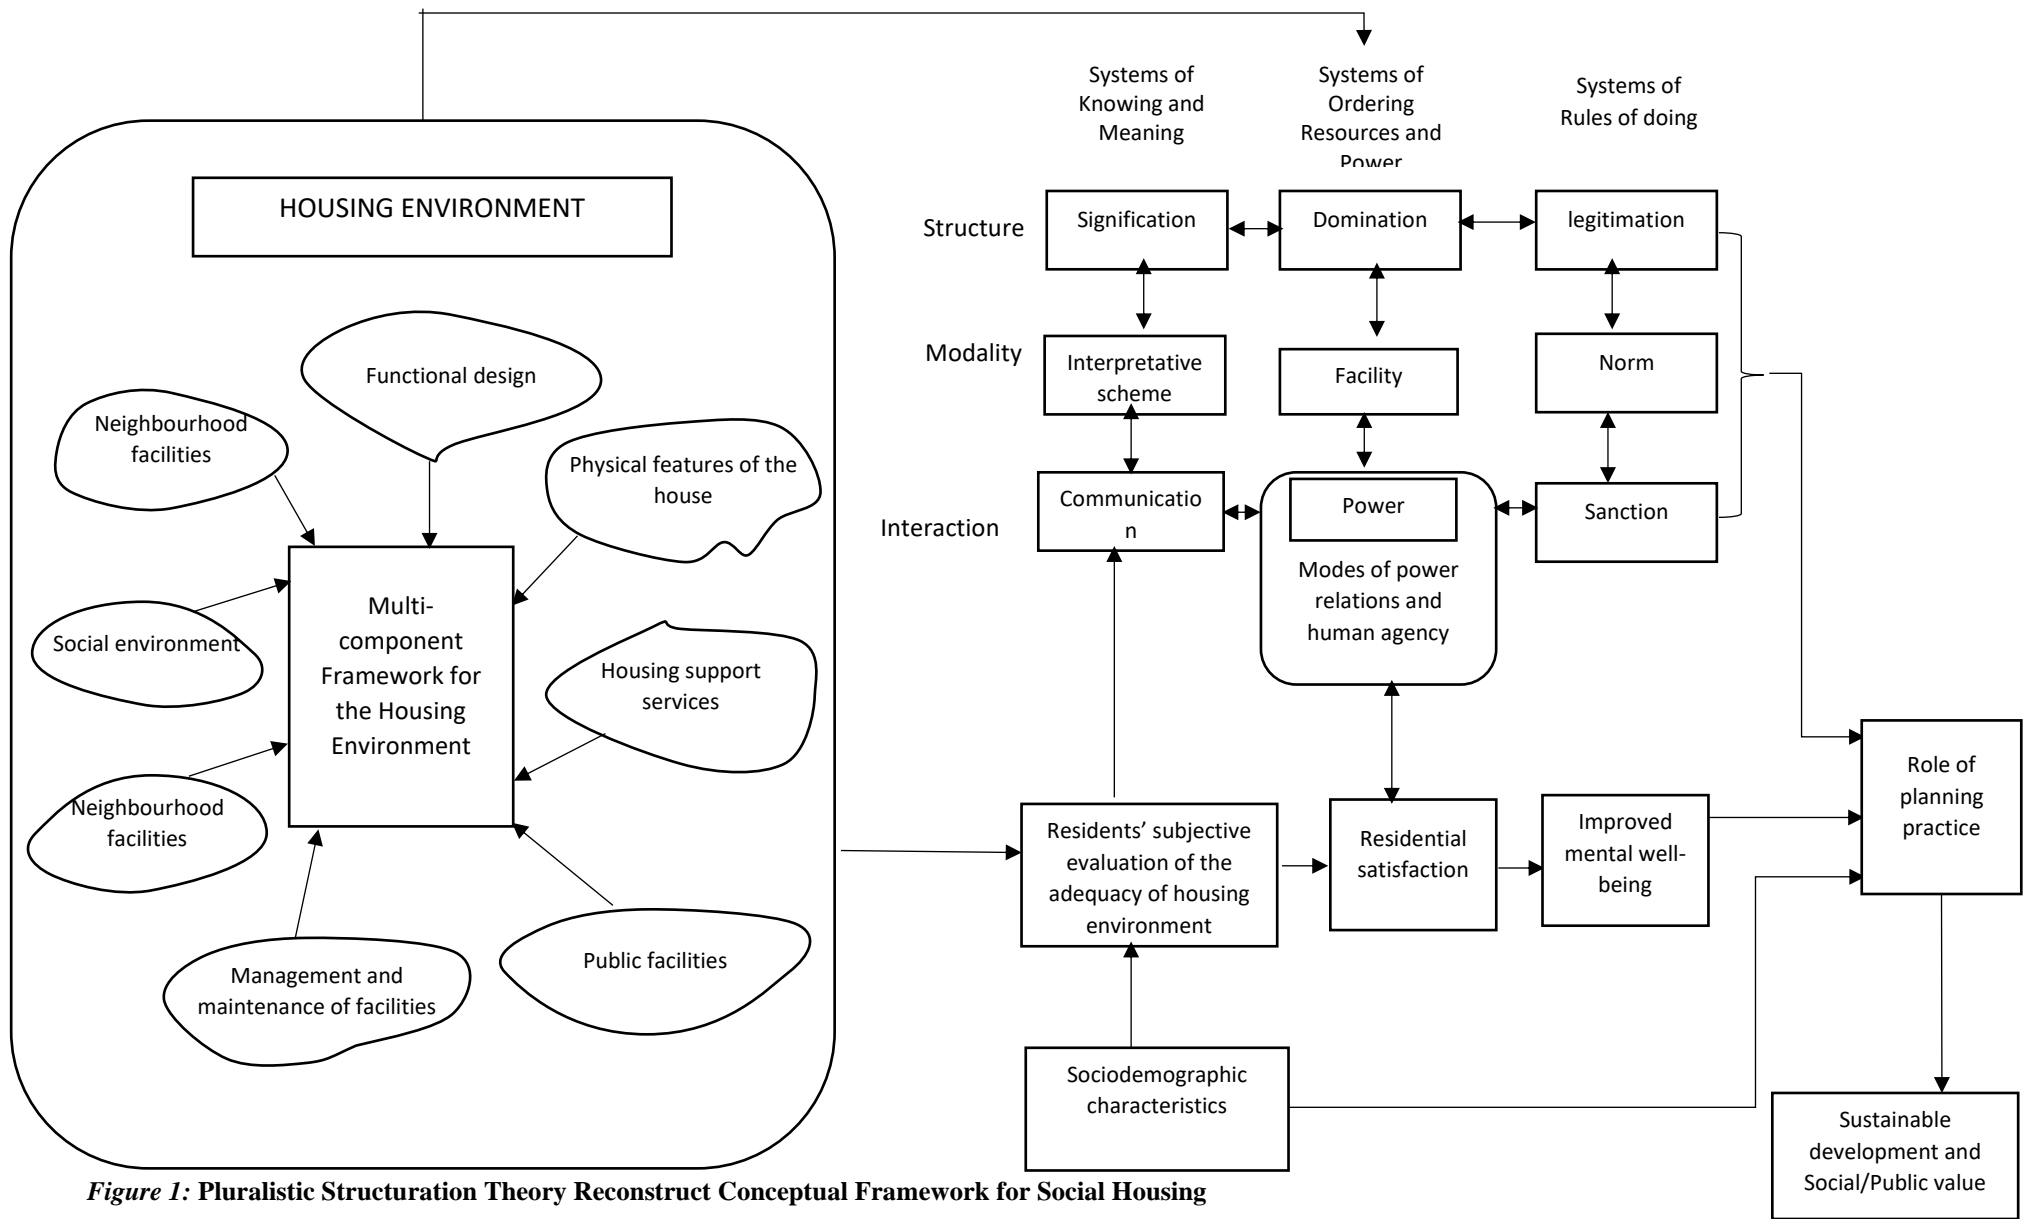 HOUSING ENVIRONMENT
Functional design
Neighbourhood
facilities
Physical features of the
house
Social environment
Multi-
component
Framework for
the Housing
Environment
Housing support
services
Neighbourhood
facilities
Management and
maintenance of facilities
Public facilities
Systems of
Knowing and
Meaning
Systems of
Ordering
Resources and
Power
Systems of
Rules of doing
Structure
Signification
Domination
legitimation
Modality
Interpretative
scheme
Facility
Norm
Interaction
Communicatio
n
Power
Modes of power
relations and
human agency
Sanction
Residents’ subjective
evaluation of the
adequacy of housing
environment
Residential
satisfaction
Improved
mental well-
being
Role of
planning
practice
Sociodemographic
characteristics
Sustainable
development and
Social/Public value
Figure 1: Pluralistic Structuration Theory Reconstruct Conceptual Framework for Social Housing